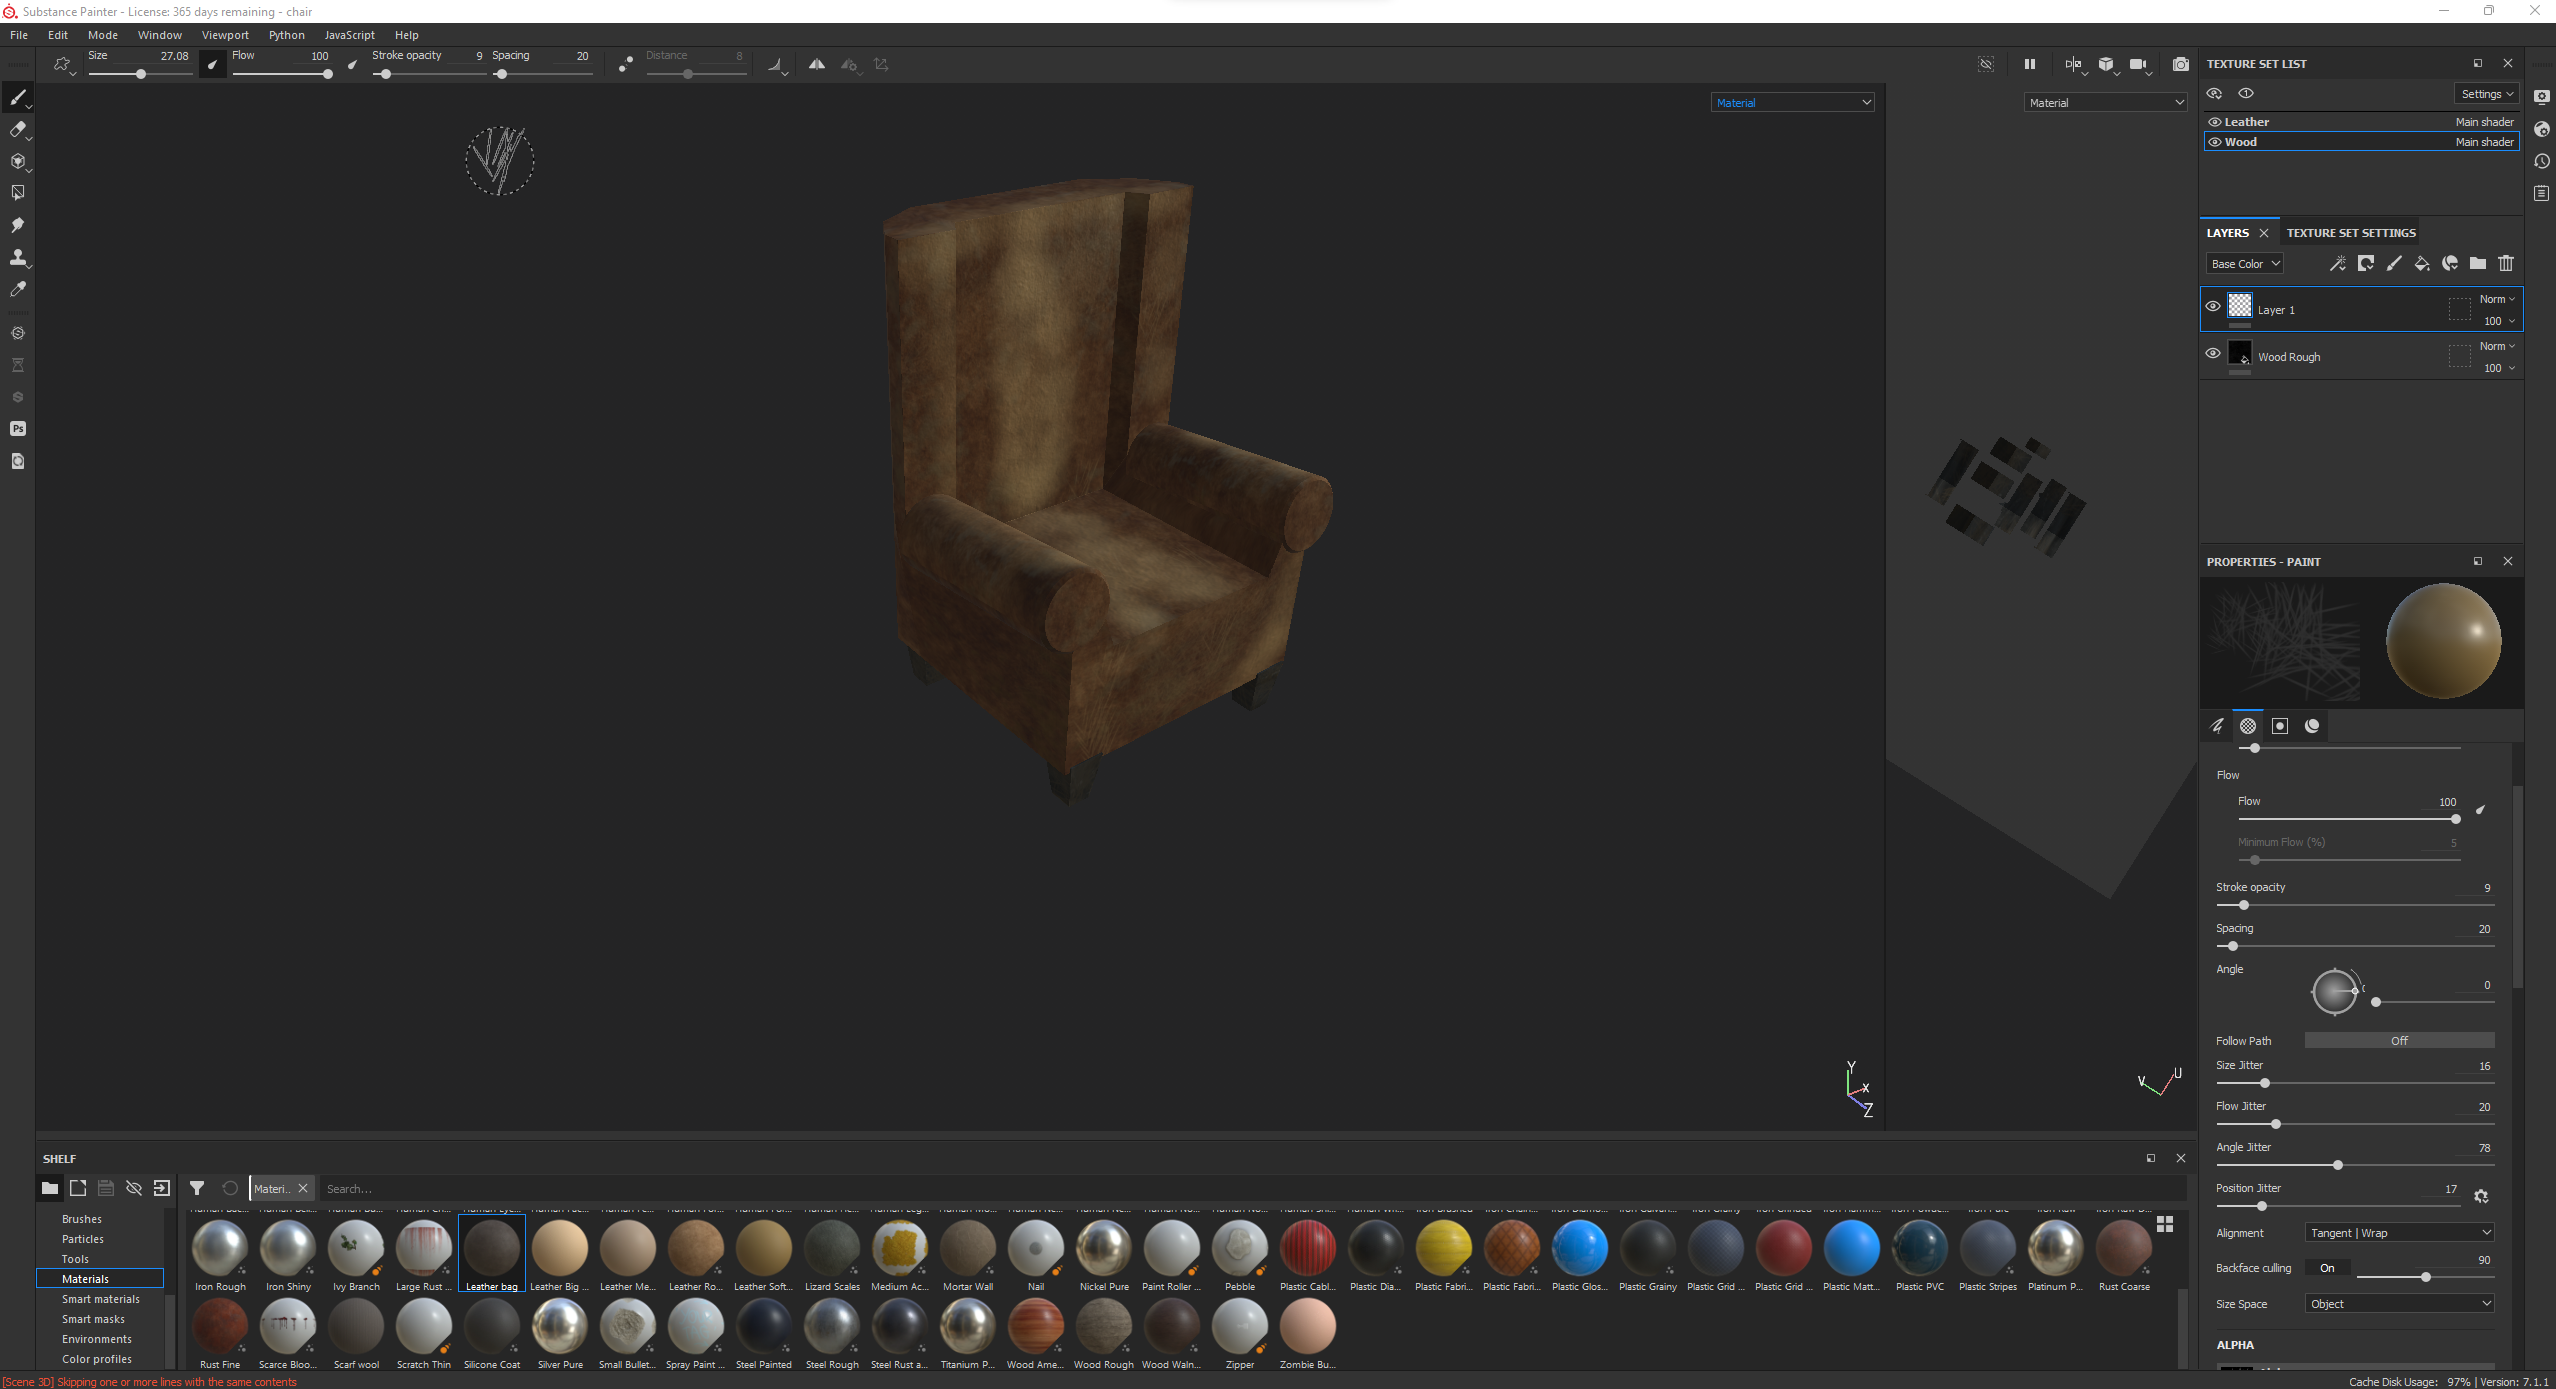 Substance Painter - License: 365 days remaining - chair
File Edit Mode Window Viewport Python JavaScript Help
Size 27.08 Flow 100 Stroke opacity 9 Spacing 20 Distance 8
Material
Material
TEXTURE SET LIST
Settings
Leather Main shader
Wood Main shader
LAYERS TEXTURE SET SETTINGS
Base Color
Layer 1 Norm 100
Wood Rough Norm 100
PROPERTIES - PAINT
Flow
Flow 100
Minimum Flow (%) 5
Stroke opacity 9
Spacing 20
Angle 0
Follow Path Off
Size Jitter 16
Flow Jitter 20
Angle Jitter 78
Position Jitter 17
Alignment Tangent | Wrap
Backface culling On 90
Size Space Object
ALPHA
Ps
Y X Z
V U
SHELF
Materi.. Search...
Brushes
Particles
Tools
Materials
Smart materials
Smart masks
Environments
Color profiles
Iron Rough Iron Shiny Ivy Branch Large Rust ... Leather bag Leather Big ... Leather Me... Leather Ro... Leather Soft... Lizard Scales Medium Ac... Mortar Wall Nail Nickel Pure Paint Roller ... Pebble Plastic Cabl... Plastic Dia... Plastic Fabri... Plastic Fabri... Plastic Glos... Plastic Grainy Plastic Grid ... Plastic Grid ... Plastic Matt... Plastic PVC Plastic Stripes Platinum P... Rust Coarse
Rust Fine Scarce Bloo... Scarf wool Scratch Thin Silicone Coat Silver Pure Small Bullet... Spray Paint ... Steel Painted Steel Rough Steel Rust a... Titanium P... Wood Ame... Wood Rough Wood Waln... Zipper Zombie Bu...
[Scene 3D] Skipping one or more lines with the same contents
Cache Disk Usage: 97% | Version: 7.1.1